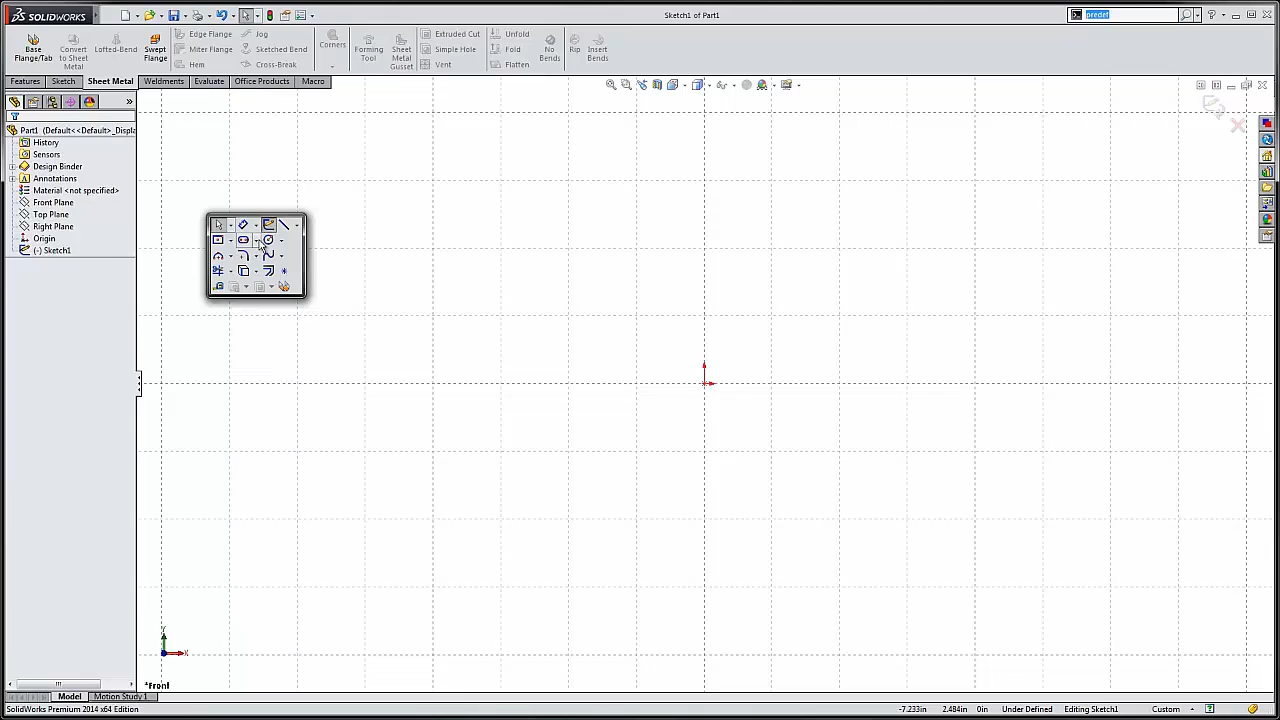 SOLIDWORKS
Sketch1 of Part1
predef
Base Flange/Tab
Convert to Sheet Metal
Lofted-Bend
Swept Flange
Edge Flange
Miter Flange
Hem
Jog
Sketched Bend
Cross-Break
Corners
Forming Tool
Sheet Metal Gusset
Extruded Cut
Simple Hole
Vent
Unfold
Fold
Flatten
No Bends
Rip
Insert Bends
Features
Sketch
Sheet Metal
Weldments
Evaluate
Office Products
Macro
Part1 (Default<<Default>_Displa
History
Sensors
Design Binder
Annotations
Material <not specified>
Front Plane
Top Plane
Right Plane
Origin
(-) Sketch1
Y
X
*Front
Model
Motion Study 1
SolidWorks Premium 2014 x64 Edition
-7.233in
2.484in
0in
Under Defined
Editing Sketch1
Custom